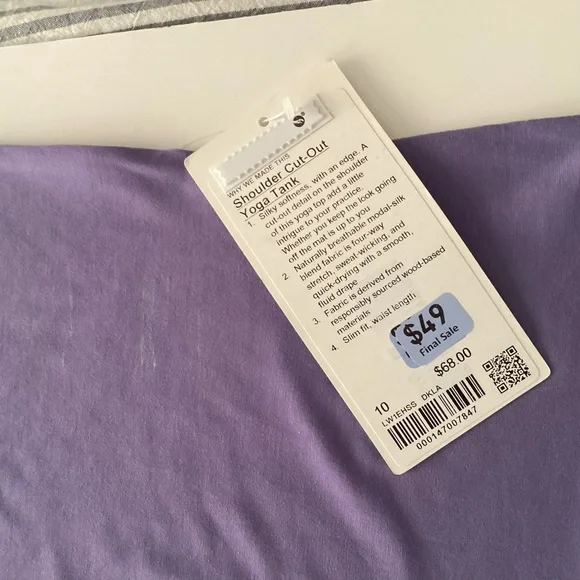 WHY WE MADE THIS
Shoulder Cut-Out
Yoga Tank
1. Silky softness, with an edge. A
cut-out detail on the shoulder
of this yoga top add a little
intrigue to your practice.
Whether you keep the look going
off the mat is up to you
2. Naturally breathable modal-silk
blend fabric is four-way
stretch, sweat-wicking, and
quick-drying with a smooth,
fluid drape
3. Fabric is derived from
responsibly sourced wood-based
materials
4. Slim fit, waist length.
$49
Final Sale
$68.00
10
LW1EHSS DKLA
000147007847